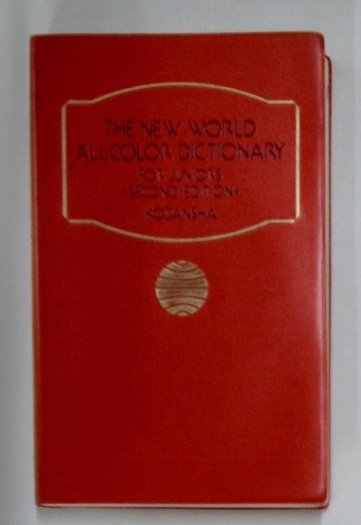 THE NEW WORLD
ALL-COLOR DICTIONARY
FOR JUNIORS
<SECOND EDITION>
KODANSHA